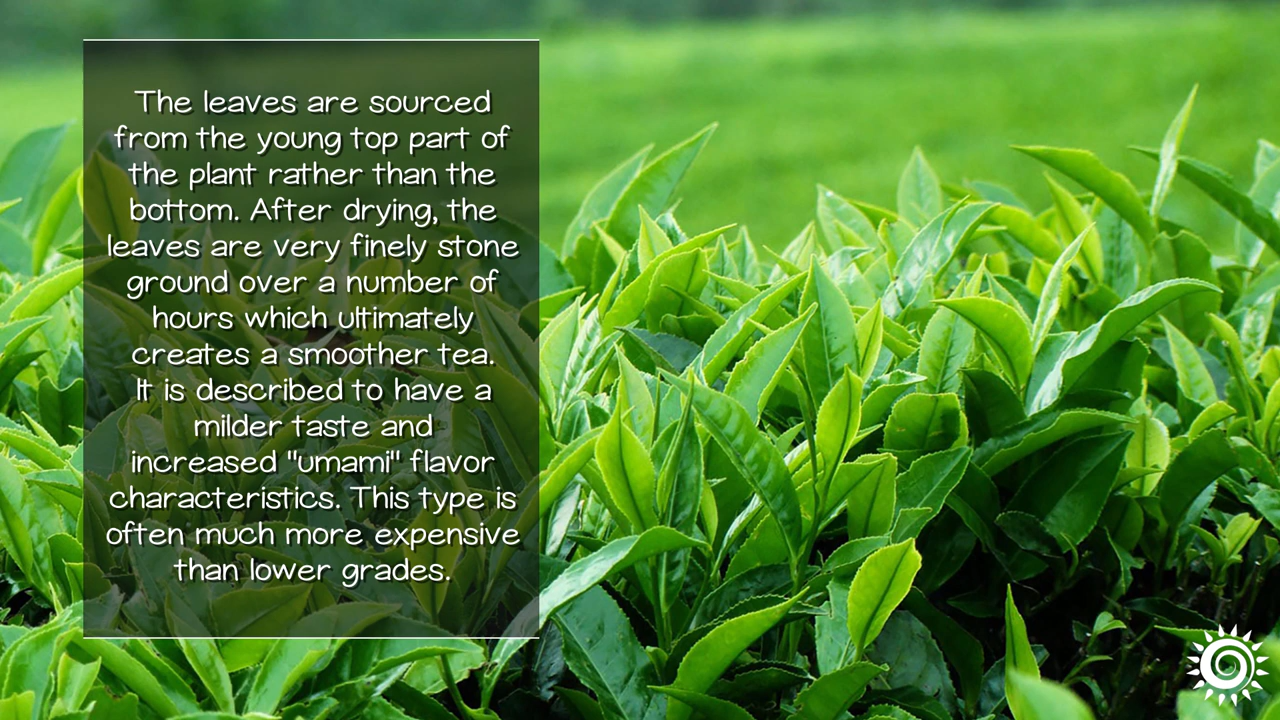 The leaves are sourced
from the young top part of
the plant rather than the
bottom. After drying, the
leaves are very finely stone
ground over a number of
hours which ultimately
creates a smoother tea.
It is described to have a
milder taste and
increased "umami" flavor
characteristics. This type is
often much more expensive
than lower grades.